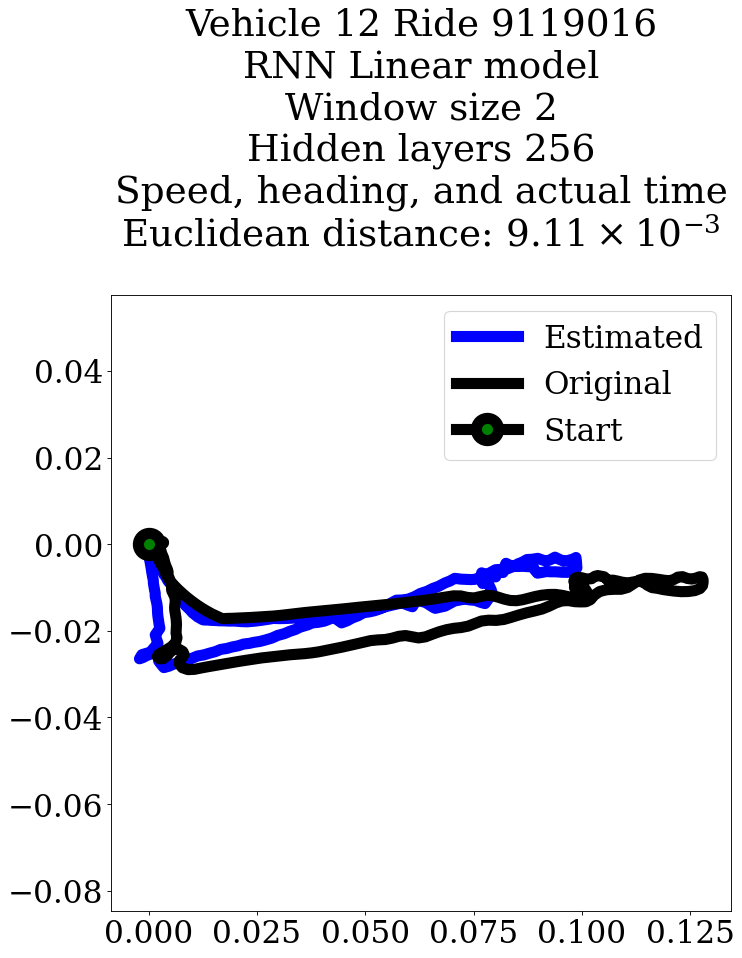 Vehicle 12 Ride 9119016
RNN Linear model
Window size 2
Hidden layers 256
Speed, heading, and actual time
Euclidean distance: 9.11 × 10⁻³
Estimated
Original
Start
0.04
0.02
0.00
−0.02
−0.04
−0.06
−0.08
0.000 0.025 0.050 0.075 0.100 0.125